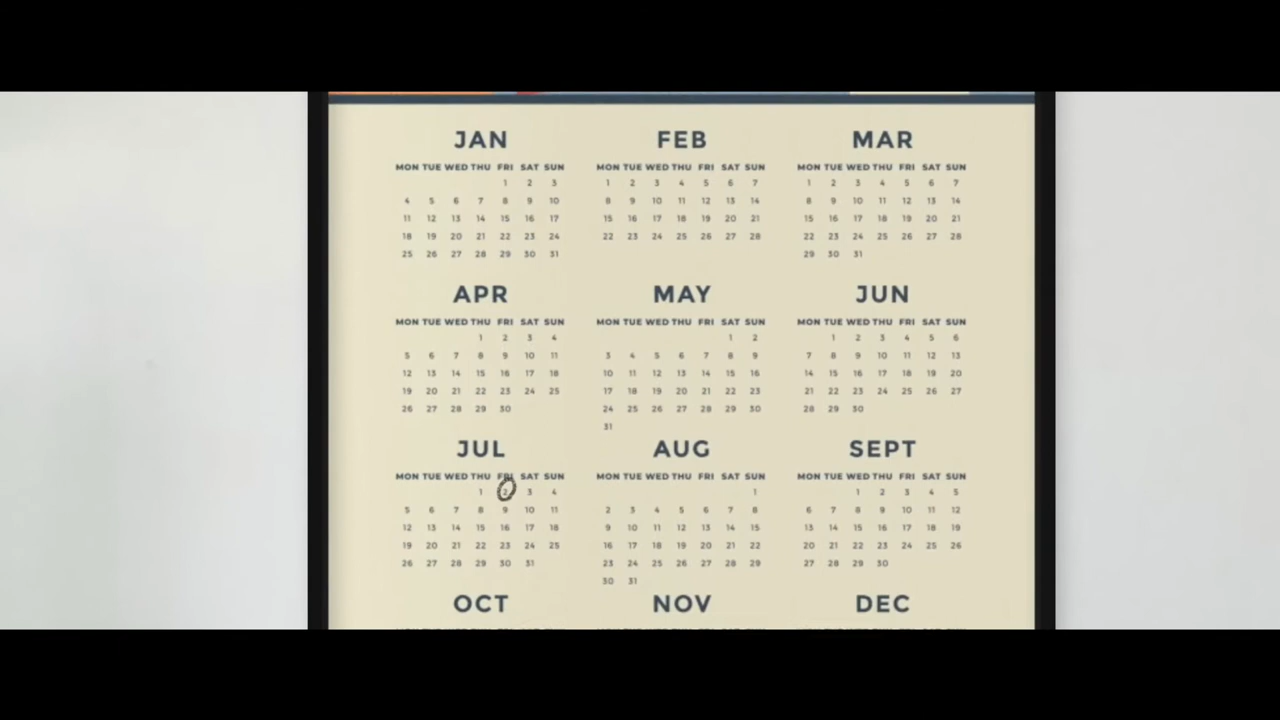 JAN FEB MAR
MON TUE WED THU FRI SAT SUN MON TUE WED THU FRI SAT SUN MON TUE WED THU FRI SAT SUN
1 2 3 1 2 3 4 5 6 7 1 2 3 4 5 6 7
4 5 6 7 8 9 10 8 9 10 11 12 13 14 8 9 10 11 12 13 14
11 12 13 14 15 16 17 15 16 17 18 19 20 21 15 16 17 18 19 20 21
18 19 20 21 22 23 24 22 23 24 25 26 27 28 22 23 24 25 26 27 28
25 26 27 28 29 30 31 29 30 31
APR MAY JUN
MON TUE WED THU FRI SAT SUN MON TUE WED THU FRI SAT SUN MON TUE WED THU FRI SAT SUN
1 2 3 4 1 2 1 2 3 4 5 6
5 6 7 8 9 10 11 3 4 5 6 7 8 9 7 8 9 10 11 12 13
12 13 14 15 16 17 18 10 11 12 13 14 15 16 14 15 16 17 18 19 20
19 20 21 22 23 24 25 17 18 19 20 21 22 23 21 22 23 24 25 26 27
26 27 28 29 30 24 25 26 27 28 29 30 28 29 30
31
JUL AUG SEPT
MON TUE WED THU FRI SAT SUN MON TUE WED THU FRI SAT SUN MON TUE WED THU FRI SAT SUN
1 2 3 4 1 1 2 3 4 5
5 6 7 8 9 10 11 2 3 4 5 6 7 8 6 7 8 9 10 11 12
12 13 14 15 16 17 18 9 10 11 12 13 14 15 13 14 15 16 17 18 19
19 20 21 22 23 24 25 16 17 18 19 20 21 22 20 21 22 23 24 25 26
26 27 28 29 30 31 23 24 25 26 27 28 29 27 28 29 30
30 31
OCT NOV DEC